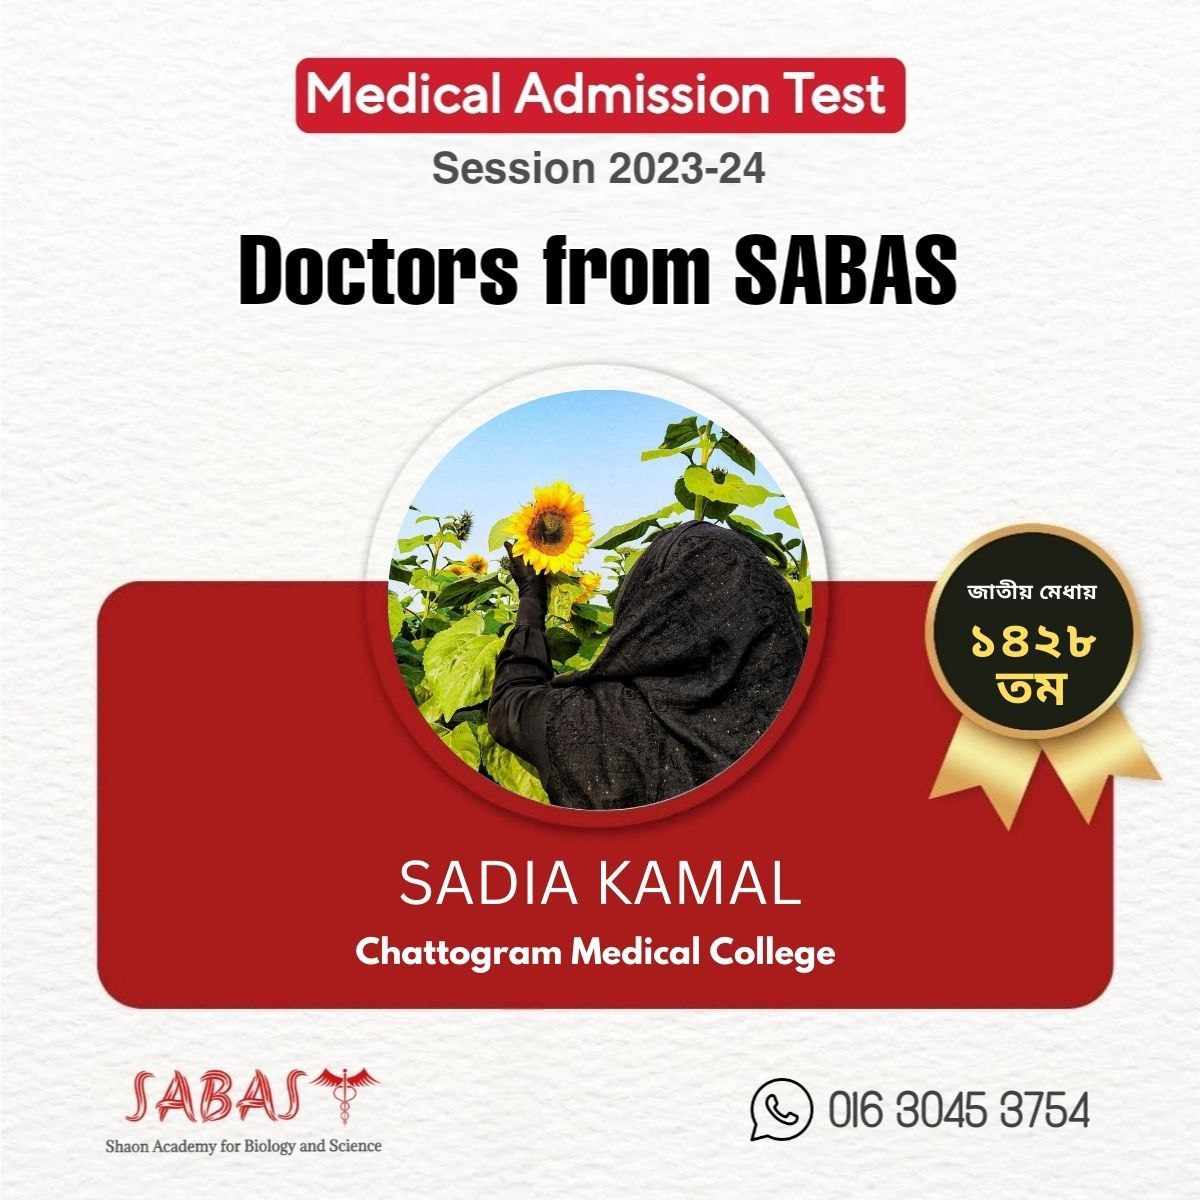 Medical Admission Test
Session 2023-24
Doctors from SABAS
জাতীয় মেধায়
১৪২৮
তম
SADIA KAMAL
Chattogram Medical College
SABAS
Shaon Academy for Biology and Science
016 3045 3754